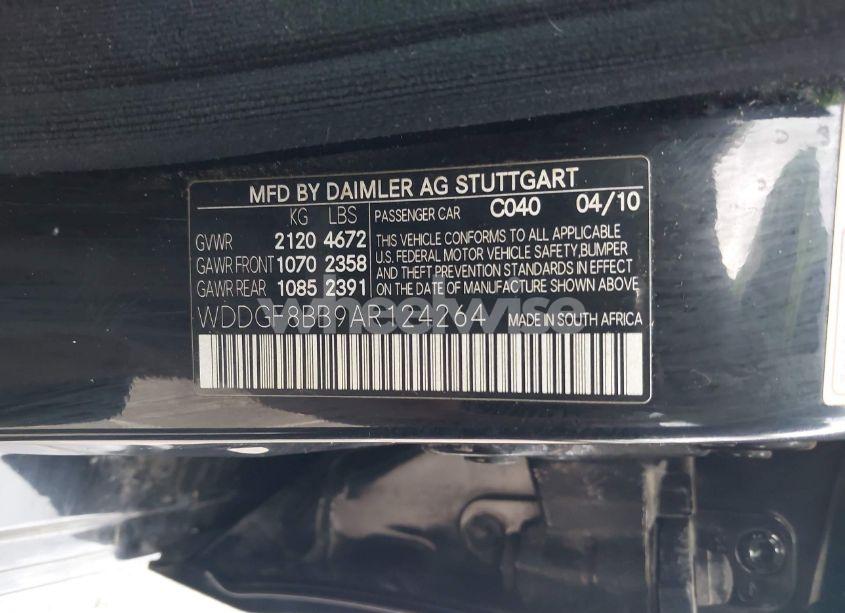 MFD BY DAIMLER AG STUTTGART
KG LBS PASSENGER CAR C040 04/10
GVWR 2120 4672
GAWR FRONT 1070 2358
GAWR REAR 1085 2391
THIS VEHICLE CONFORMS TO ALL APPLICABLE
U.S. FEDERAL MOTOR VEHICLE SAFETY, BUMPER
AND THEFT PREVENTION STANDARDS IN EFFECT
ON THE DATE OF MANUFACTURE SHOWN ABOVE.
WDDGF8BB9AR124264 MADE IN SOUTH AFRICA
wheelwise